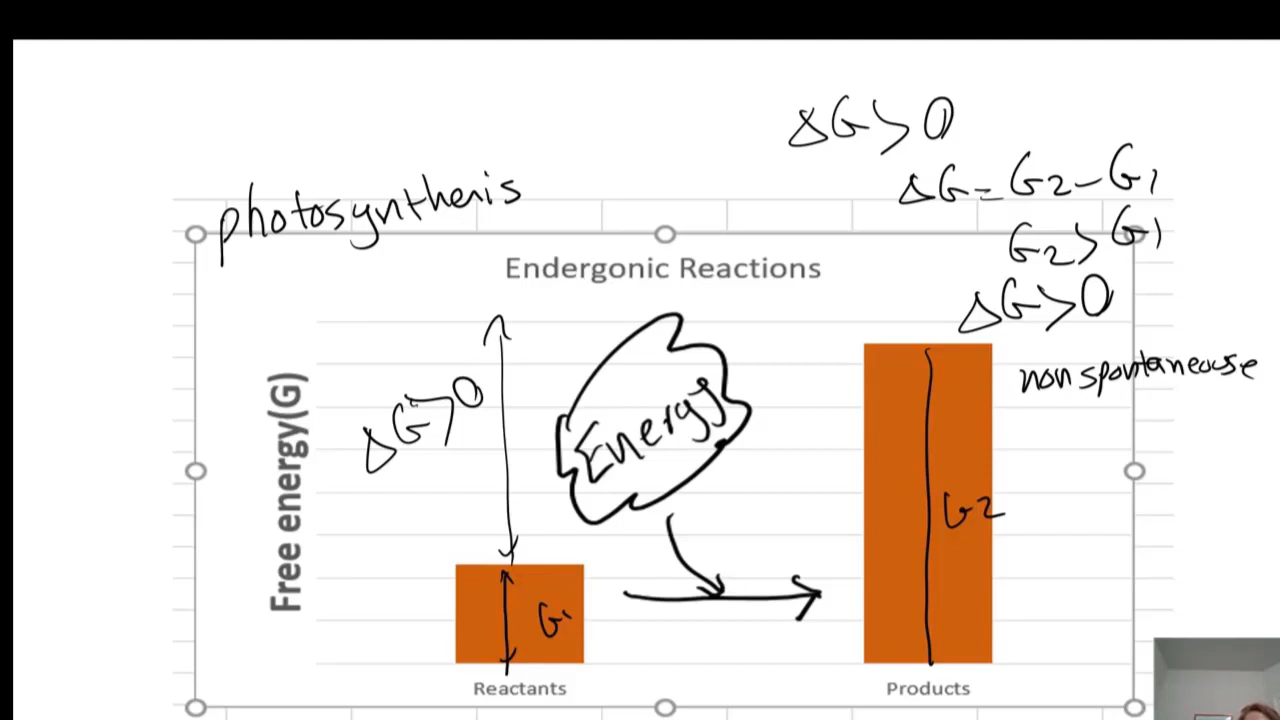 ΔG>0
ΔG=G2-G1
photosynthesis
G2>G1
Endergonic Reactions
ΔG>0
nonspontaneouse
ΔG>0
Energy
Free energy(G)
G2
G1
Reactants
Products